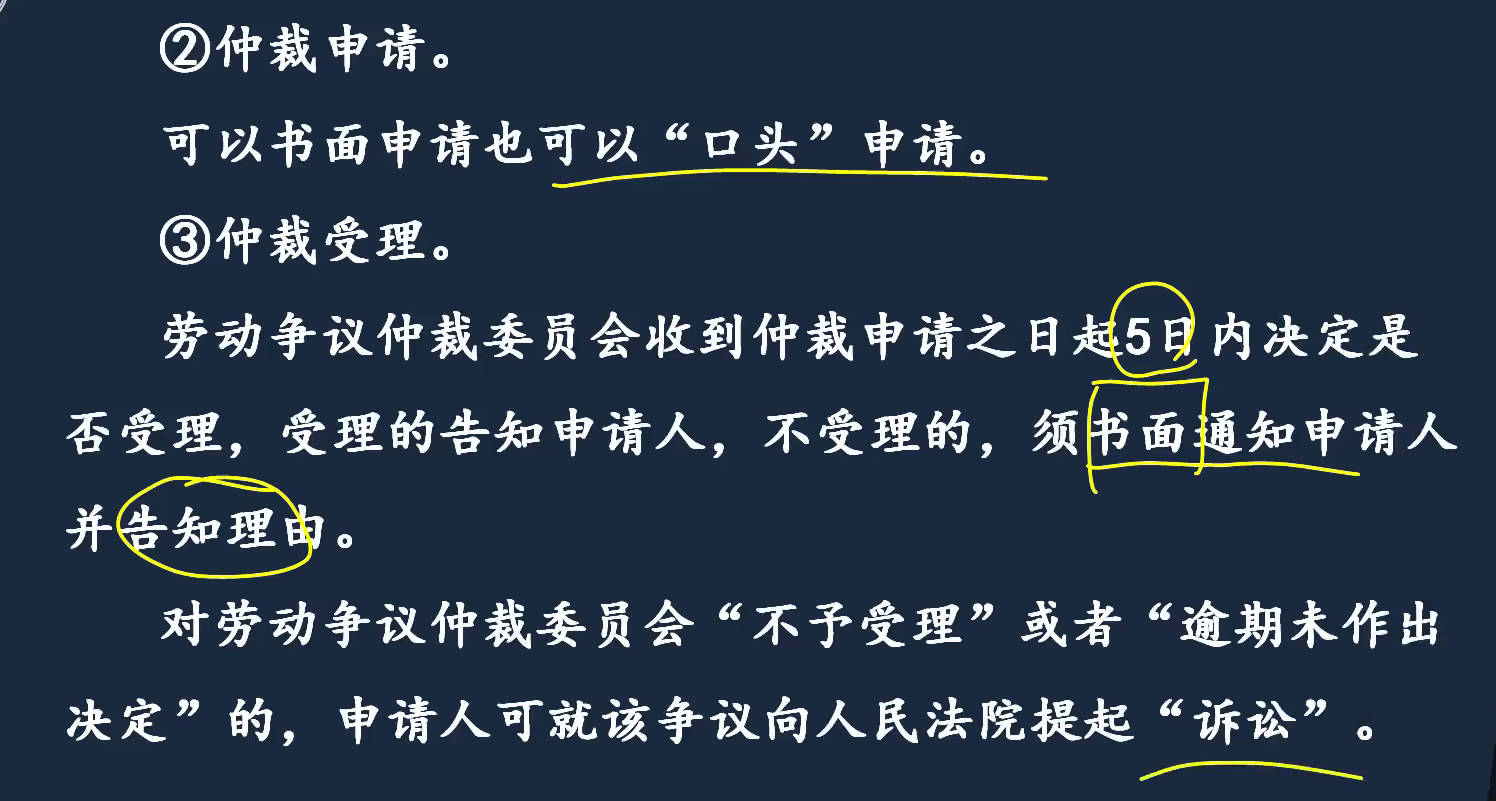 ②仲裁申请。
可以书面申请也可以“口头”申请。
③仲裁受理。
劳动争议仲裁委员会收到仲裁申请之日起5日内决定是
否受理，受理的告知申请人，不受理的，须书面通知申请人
并告知理由。
对劳动争议仲裁委员会“不予受理”或者“逾期未作出
决定”的，申请人可就该争议向人民法院提起“诉讼”。